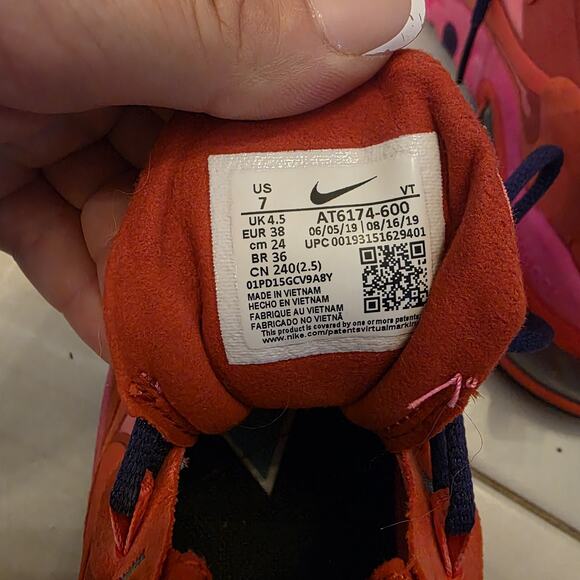 US VT
7
UK 4.5 AT6174-600
EUR 38 06/05/19 | 08/16/19
cm 24 UPC 00193151629401
BR 36
CN 240(2.5)
01PD15GCV9A8Y
MADE IN VIETNAM
HECHO EN VIETNAM
FABRIQUE AU VIETNAM
FABRICADO NO VIETNÃ
This product is covered by one or more patents
www.nike.com/patentsvirtualmarking